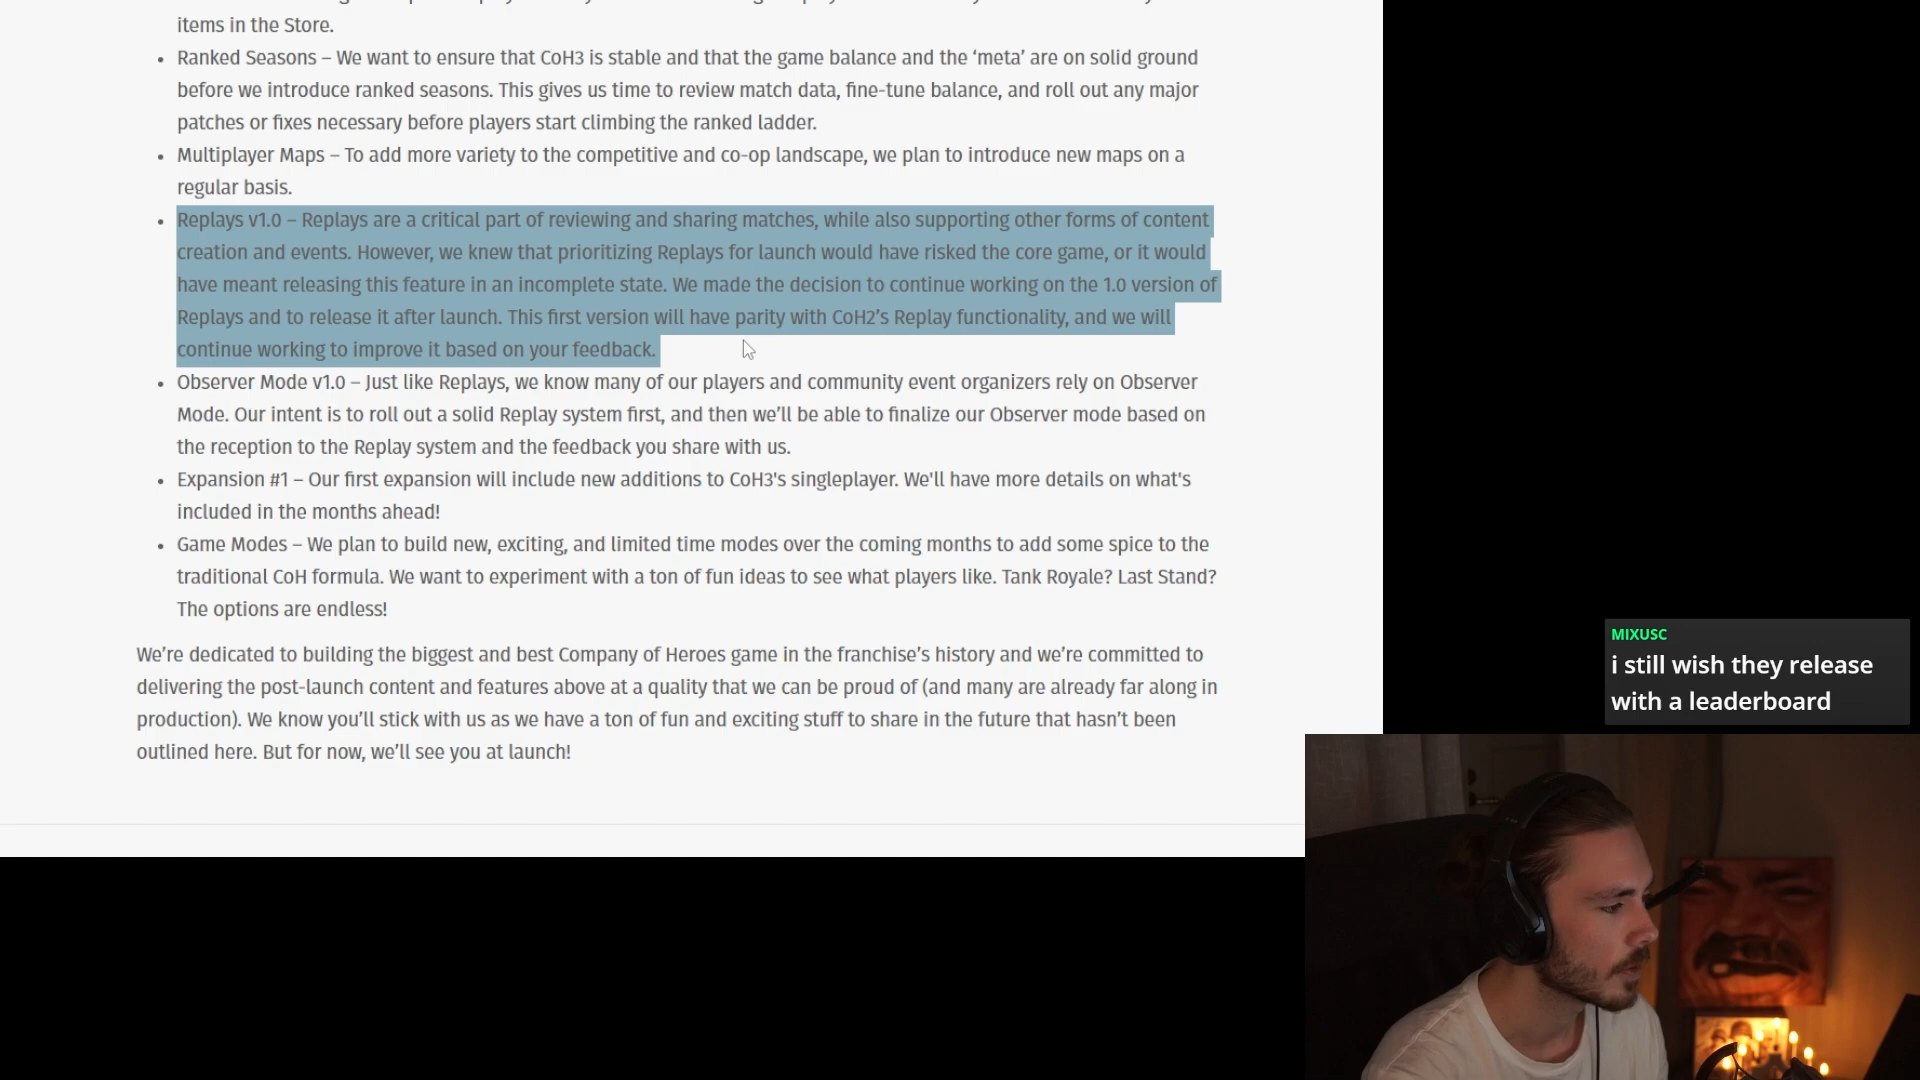 items in the Store.
Ranked Seasons – We want to ensure that CoH3 is stable and that the game balance and the ‘meta’ are on solid ground
before we introduce ranked seasons. This gives us time to review match data, fine-tune balance, and roll out any major
patches or fixes necessary before players start climbing the ranked ladder.
Multiplayer Maps – To add more variety to the competitive and co-op landscape, we plan to introduce new maps on a
regular basis.
Replays v1.0 – Replays are a critical part of reviewing and sharing matches, while also supporting other forms of content
creation and events. However, we knew that prioritizing Replays for launch would have risked the core game, or it would
have meant releasing this feature in an incomplete state. We made the decision to continue working on the 1.0 version of
Replays and to release it after launch. This first version will have parity with CoH2’s Replay functionality, and we will
continue working to improve it based on your feedback.
Observer Mode v1.0 – Just like Replays, we know many of our players and community event organizers rely on Observer
Mode. Our intent is to roll out a solid Replay system first, and then we’ll be able to finalize our Observer mode based on
the reception to the Replay system and the feedback you share with us.
Expansion #1 – Our first expansion will include new additions to CoH3's singleplayer. We'll have more details on what's
included in the months ahead!
Game Modes – We plan to build new, exciting, and limited time modes over the coming months to add some spice to the
traditional CoH formula. We want to experiment with a ton of fun ideas to see what players like. Tank Royale? Last Stand?
The options are endless!
We’re dedicated to building the biggest and best Company of Heroes game in the franchise’s history and we’re committed to
delivering the post-launch content and features above at a quality that we can be proud of (and many are already far along in
production). We know you’ll stick with us as we have a ton of fun and exciting stuff to share in the future that hasn’t been
outlined here. But for now, we’ll see you at launch!
MIXUSC
i still wish they release
with a leaderboard